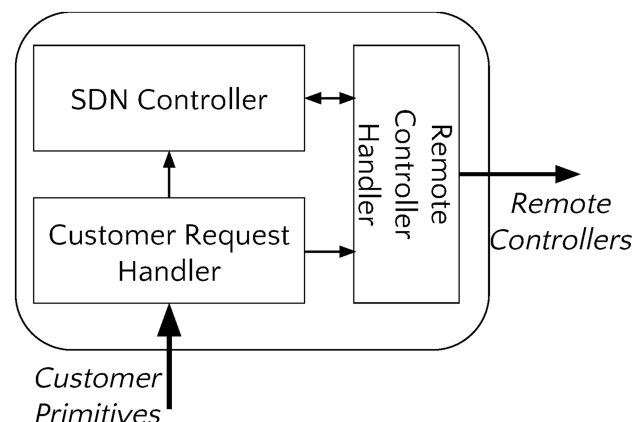 SDN Controller
Remote
Controller
Handler
Customer Request
Handler
Remote
Controllers
Customer
Primitives